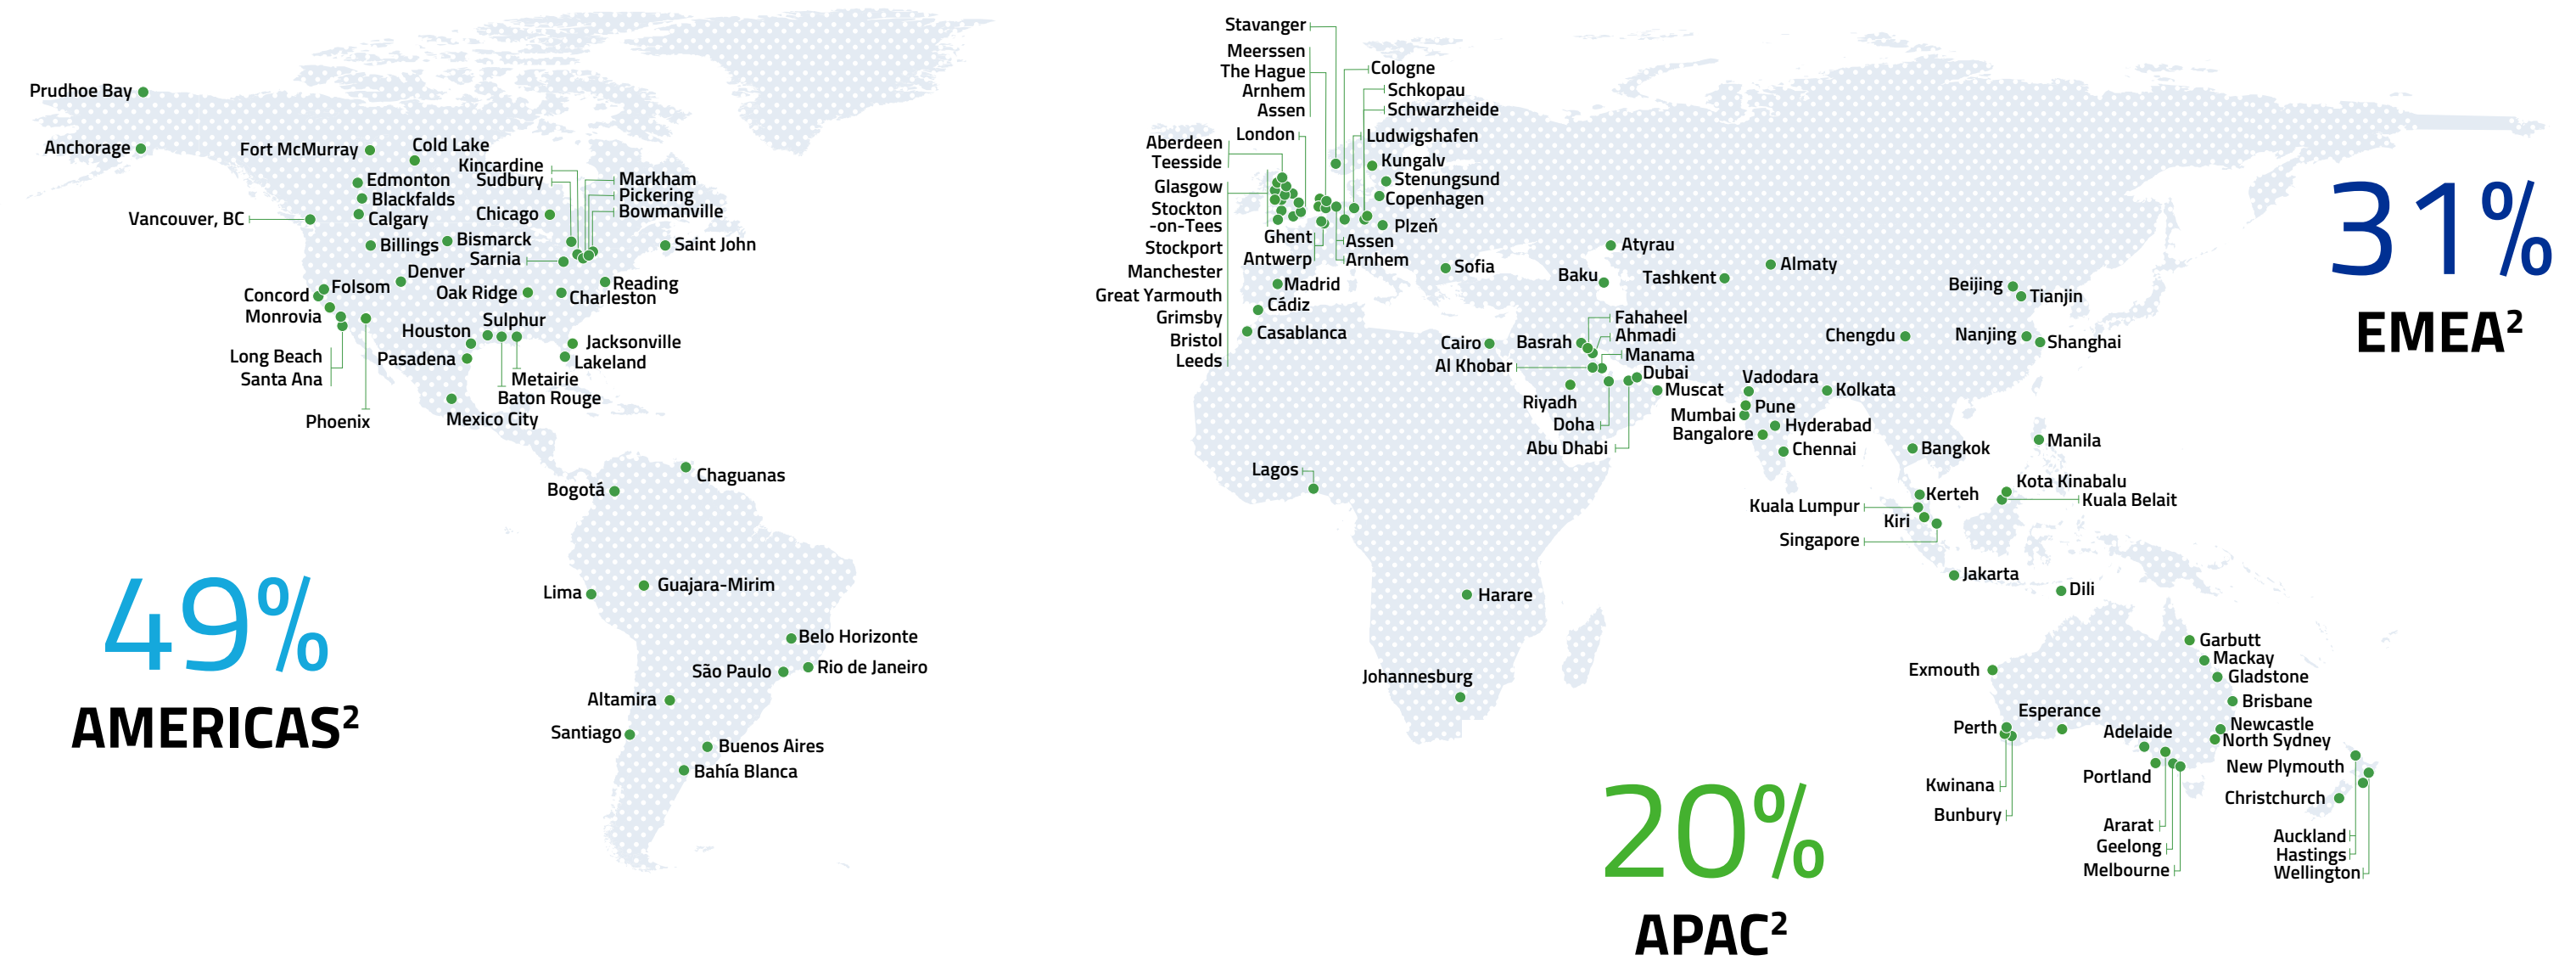 Prudhoe Bay
Anchorage
Fort McMurray
Cold Lake
Kincardine
Sudbury
Edmonton
Blackfalds
Calgary
Vancouver, BC
Chicago
Markham
Pickering
Bowmanville
Billings
Bismarck
Sarnia
Saint John
Denver
Folsom
Concord
Monrovia
Oak Ridge
Reading
Charleston
Sulphur
Houston
Pasadena
Jacksonville
Lakeland
Long Beach
Santa Ana
Metairie
Baton Rouge
Phoenix
Mexico City
Chaguanas
Bogotá
Lima
Guajara-Mirim
Belo Horizonte
São Paulo
Rio de Janeiro
Altamira
Santiago
Buenos Aires
Bahía Blanca
49%
AMERICAS²
Stavanger
Meerssen
The Hague
Arnhem
Assen
London
Aberdeen
Teesside
Glasgow
Stockton
-on-Tees
Stockport
Manchester
Great Yarmouth
Grimsby
Bristol
Leeds
Cologne
Schkopau
Schwarzheide
Ludwigshafen
Kungalv
Stenungsund
Copenhagen
Plzeň
Ghent
Antwerp
Assen
Arnhem
Madrid
Cádiz
Casablanca
Sofia
Atyrau
Baku
Tashkent
Almaty
Cairo
Basrah
Fahaheel
Ahmadi
Manama
Al Khobar
Dubai
Muscat
Riyadh
Doha
Abu Dhabi
Lagos
Harare
Johannesburg
31%
EMEA²
Beijing
Tianjin
Chengdu
Nanjing
Shanghai
Vadodara
Kolkata
Pune
Mumbai
Hyderabad
Bangalore
Chennai
Bangkok
Manila
Kota Kinabalu
Kuala Belait
Kerteh
Kuala Lumpur
Kiri
Singapore
Jakarta
Dili
Garbutt
Mackay
Gladstone
Brisbane
Exmouth
Esperance
Newcastle
North Sydney
Perth
Adelaide
Kwinana
Bunbury
Portland
New Plymouth
Christchurch
Ararat
Geelong
Melbourne
Auckland
Hastings
Wellington
20%
APAC²